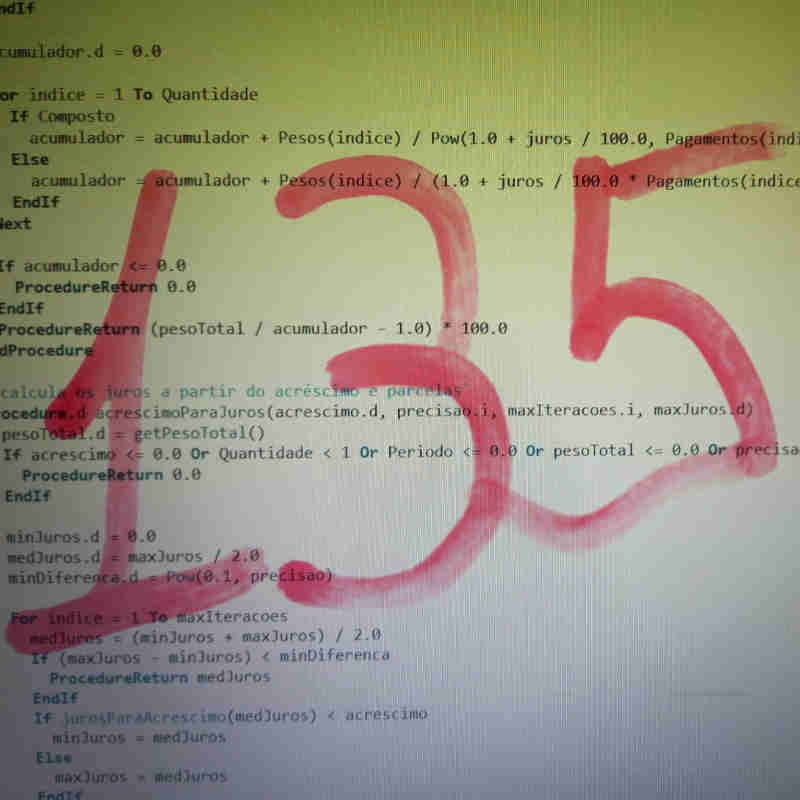 ndIf
cumulador.d = 0.0
or indice = 1 To Quantidade
If Composto
acumulador = acumulador + Pesos(indice) / Pow(1.0 + juros / 100.0, Pagamentos(indi
Else
acumulador = acumulador + Pesos(indice) / (1.0 + juros / 100.0 * Pagamentos(indice
EndIf
Next
If acumulador <= 0.0
ProcedureReturn 0.0
EndIf
ProcedureReturn (pesoTotal / acumulador - 1.0) * 100.0
dProcedure
calcula os juros a partir do acréscimo e parcelas
ocedure.d acrescimoParaJuros(acrescimo.d, precisao.i, maxIteracoes.i, maxJuros.d)
pesoTotal.d = getPesoTotal()
If acrescimo <= 0.0 Or Quantidade < 1 Or Periodo <= 0.0 Or pesoTotal <= 0.0 Or precisa
ProcedureReturn 0.0
EndIf
minJuros.d = 0.0
medJuros.d = maxJuros / 2.0
minDiferenca.d = Pow(0.1, precisao)
For indice = 1 To maxIteracoes
medJuros = (minJuros + maxJuros) / 2.0
If (maxJuros - minJuros) < minDiferenca
ProcedureReturn medJuros
EndIf
If jurosParaAcrescimo(medJuros) < acrescimo
minJuros = medJuros
Else
maxJuros = medJuros
EndIf
135